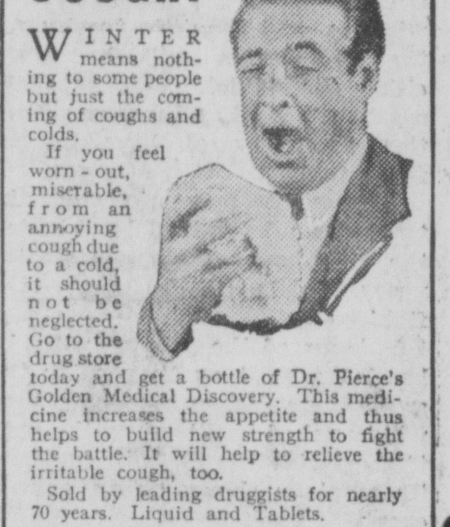 WINTER
means noth-
ing to some people
but just the com-
ing of coughs and
colds.
If you feel
worn-out,
miserable,
from an
annoying
cough due
to a cold,
it should
not be
neglected.
Go to the
drug store
today and get a bottle of Dr. Pierce's
Golden Medical Discovery. This medi-
cine increases the appetite and thus
helps to build new strength to fight
the battle. It will help to relieve the
irritable cough, too.
Sold by leading druggists for nearly
70 years. Liquid and Tablets.